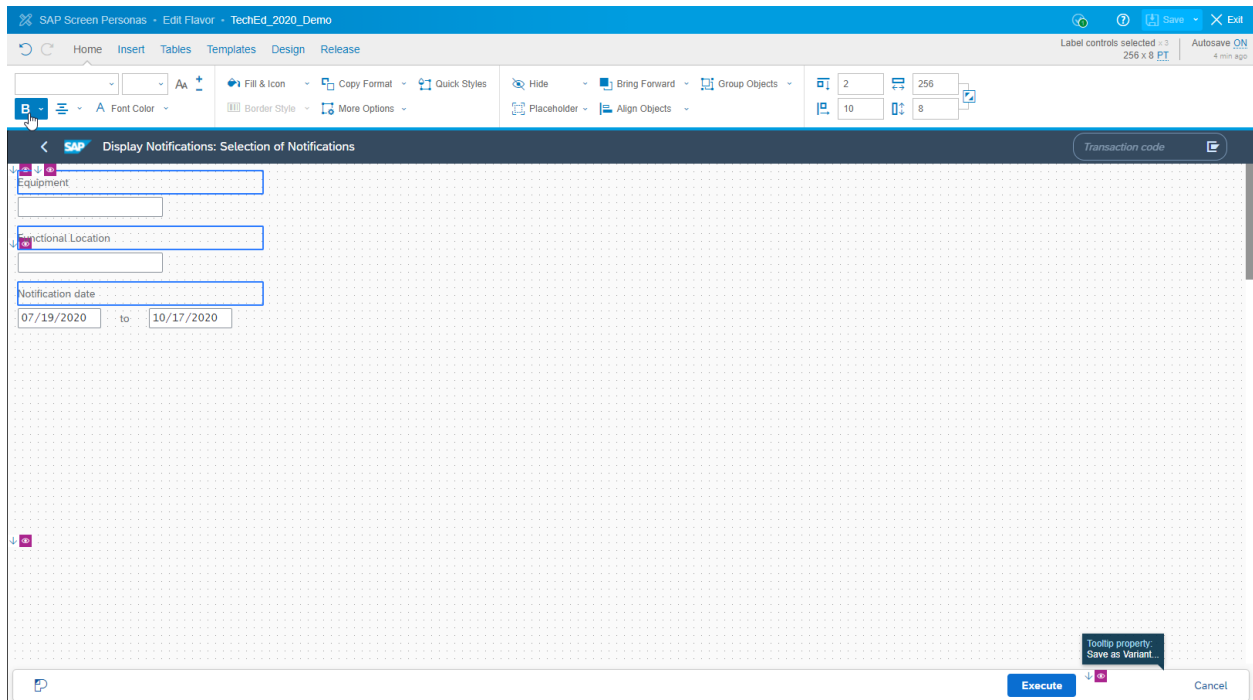 SAP Screen Personas • Edit Flavor • TechEd_2020_Demo
Save
Exit
Home Insert Tables Templates Design Release
Label controls selected x 3
256 x 8 PT
Autosave ON
4 min ago
Fill & Icon
Copy Format
Quick Styles
Hide
Bring Forward
Group Objects
2
256
B
A Font Color
Border Style
More Options
Placeholder
Align Objects
10
8
SAP Display Notifications: Selection of Notifications
Transaction code
Equipment
Functional Location
Notification date
07/19/2020 to 10/17/2020
Tooltip property:
Save as Variant...
Execute
Cancel